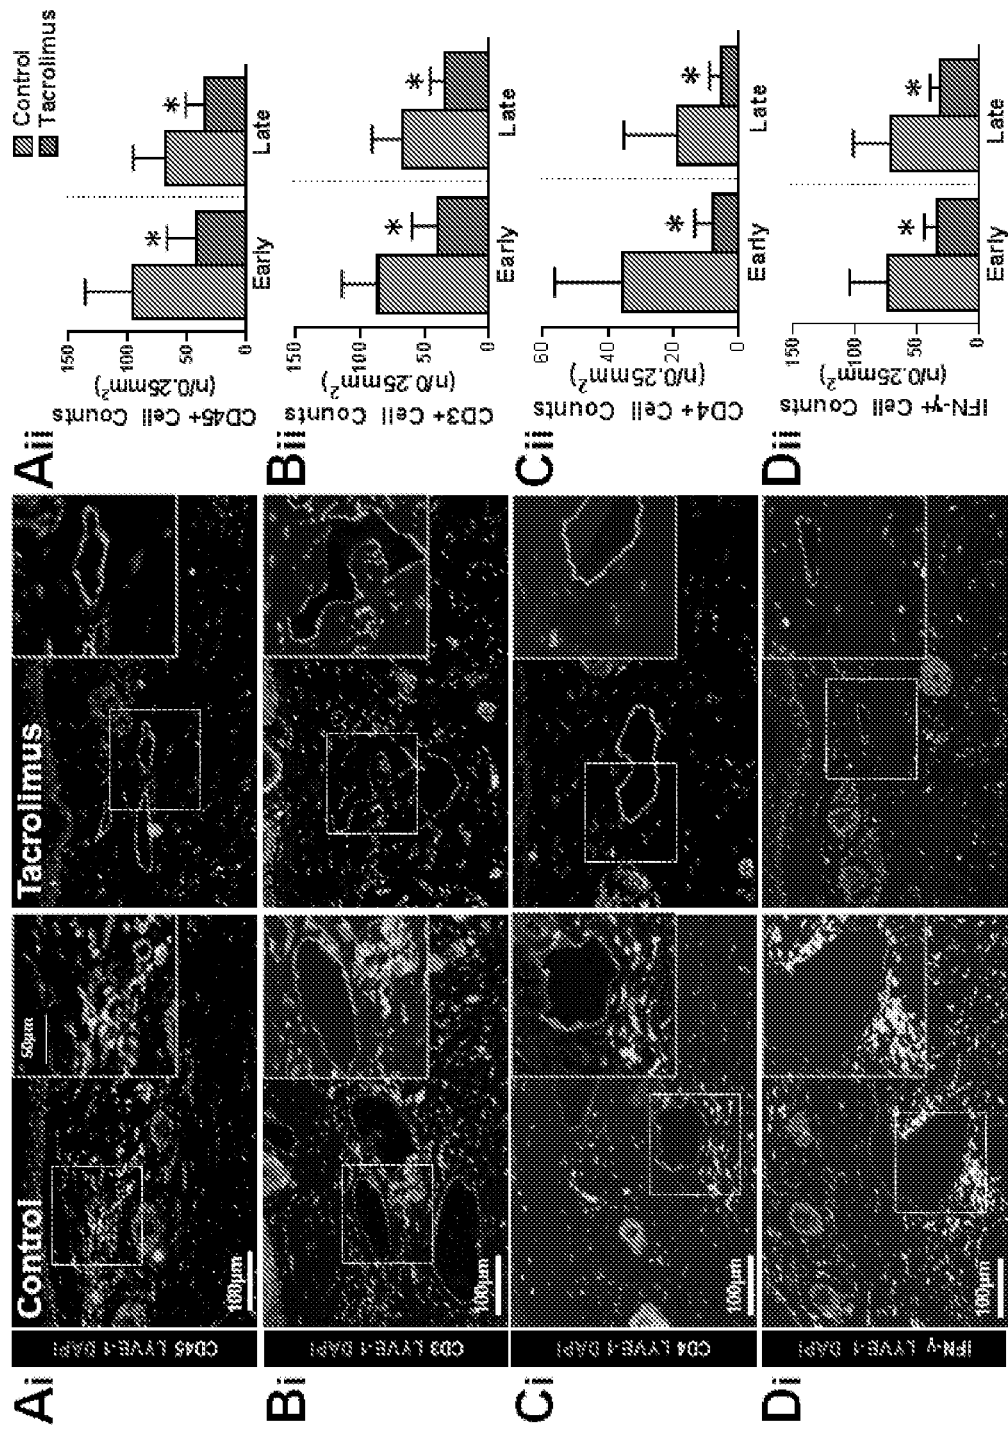 Control
Tacrolimus
Ai
CD45 LYVE-1 DAPI
Control
100µm
50µm
Tacrolimus
Aii
CD45+ Cell Counts
(n/0.25mm²)
150
100
50
0
*
*
Early
Late
Bi
CD3 LYVE-1 DAPI
100µm
Bii
CD3+ Cell Counts
(n/0.25mm²)
150
100
50
0
*
*
Early
Late
Ci
CD4 LYVE-1 DAPI
100µm
Cii
CD4+ Cell Counts
(n/0.25mm²)
60
40
20
0
*
*
Early
Late
Di
IFN-γ LYVE-1 DAPI
100µm
Dii
IFN-γ+ Cell Counts
(n/0.25mm²)
150
100
50
0
*
*
Early
Late